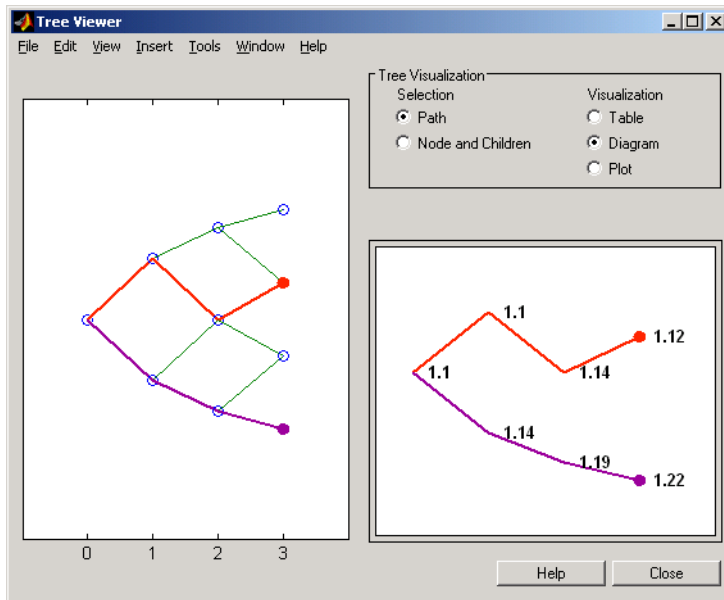 Tree Viewer
File Edit View Insert Tools Window Help
Tree Visualization
Selection Visualization
Path Table
Node and Children Diagram
Plot
1.1 1.12
1.1 1.14
1.14
1.19
1.22
0 1 2 3
Help Close